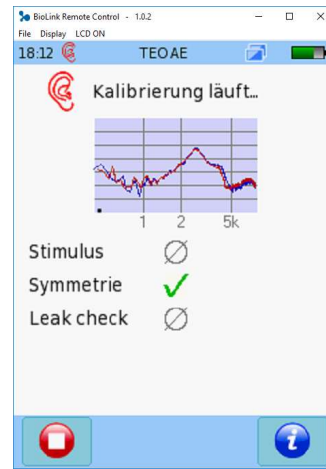 BioLink Remote Control - 1.0.2
File Display LCD ON
18:12 TEOAE
Kalibrierung läuft...
1 2 5k
Stimulus
Symmetrie
Leak check